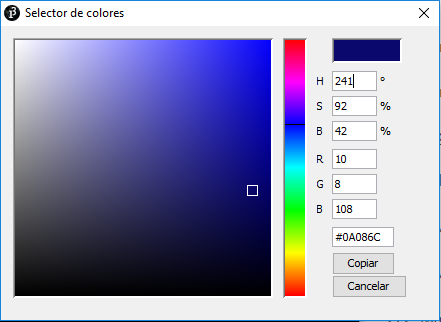 Selector de colores
H 241 °
S 92 %
B 42 %
R 10
G 8
B 108
#0A086C
Copiar
Cancelar